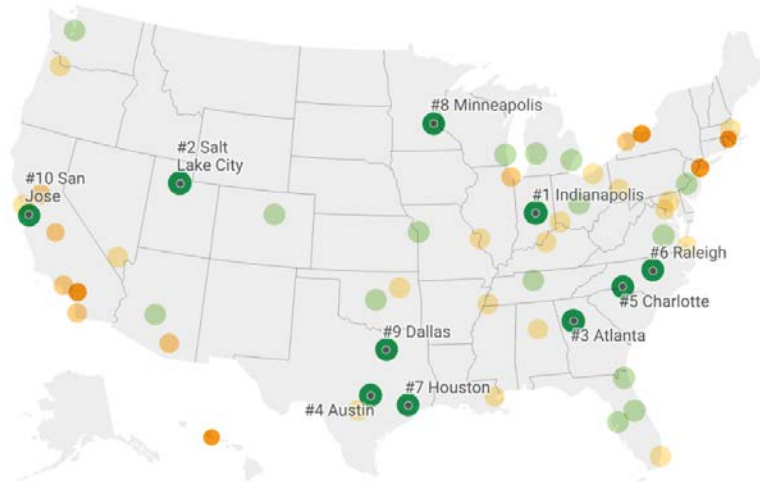 #8 Minneapolis
#2 Salt
Lake City
#10 San
Jose
#1 Indianapolis
#6 Raleigh
#5 Charlotte
#3 Atlanta
#9 Dallas
#7 Houston
#4 Austin